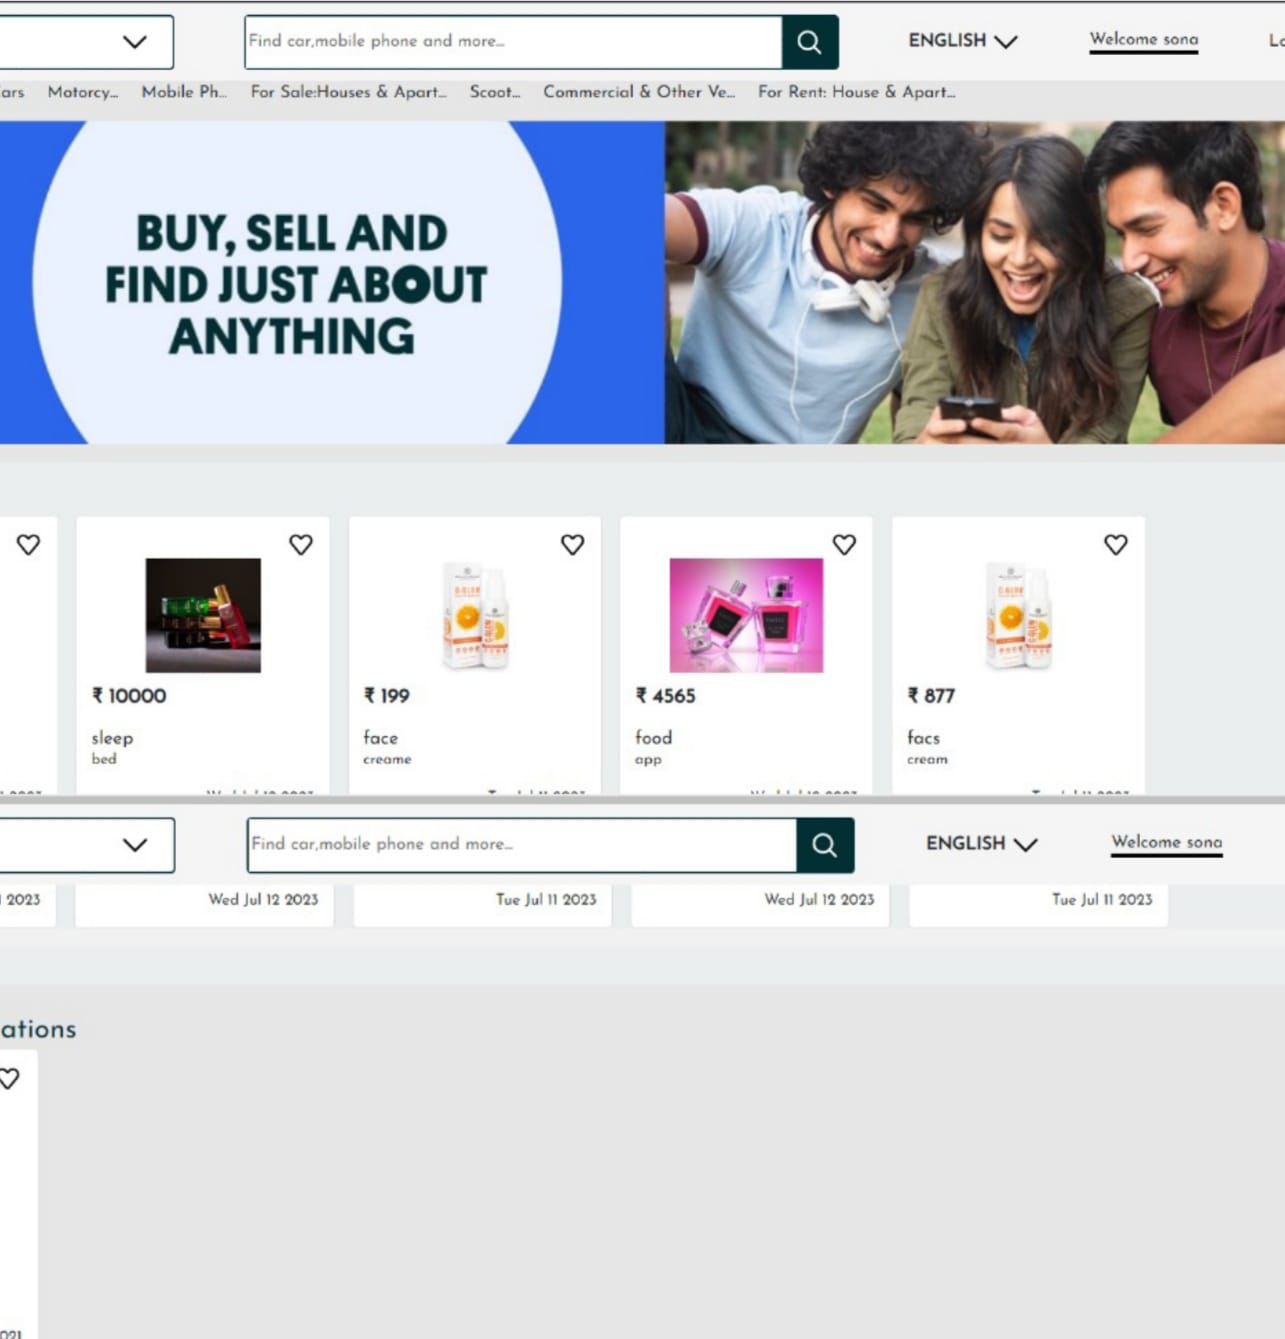 Find car,mobile phone and more...
ENGLISH
Welcome sona
Lo
ars Motorcy... Mobile Ph... For Sale:Houses & Apart... Scoot... Commercial & Other Ve... For Rent: House & Apart...
BUY, SELL AND
FIND JUST ABOUT
ANYTHING
₹ 10000
sleep
bed
₹ 199
face
creame
₹ 4565
food
app
₹ 877
facs
cream
Find car,mobile phone and more...
ENGLISH
Welcome sona
2023
Wed Jul 12 2023
Tue Jul 11 2023
Wed Jul 12 2023
Tue Jul 11 2023
ations